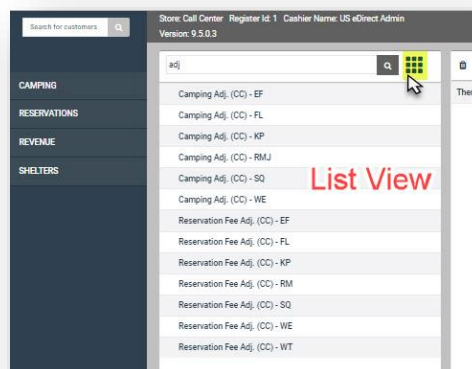 Search for customers
Store: Call Center Register Id: 1 Cashier Name: US eDirect Admin
Version: 9.5.0.3
adj
CAMPING
RESERVATIONS
REVENUE
SHELTERS
Camping Adj. (CC) - EF
Camping Adj. (CC) - FL
Camping Adj. (CC) - KP
Camping Adj. (CC) - RMJ
Camping Adj. (CC) - SQ
Camping Adj. (CC) - WE
Reservation Fee Adj. (CC) - EF
Reservation Fee Adj. (CC) - FL
Reservation Fee Adj. (CC) - KP
Reservation Fee Adj. (CC) - RM
Reservation Fee Adj. (CC) - SQ
Reservation Fee Adj. (CC) - WE
Reservation Fee Adj. (CC) - WT
List View
Ther